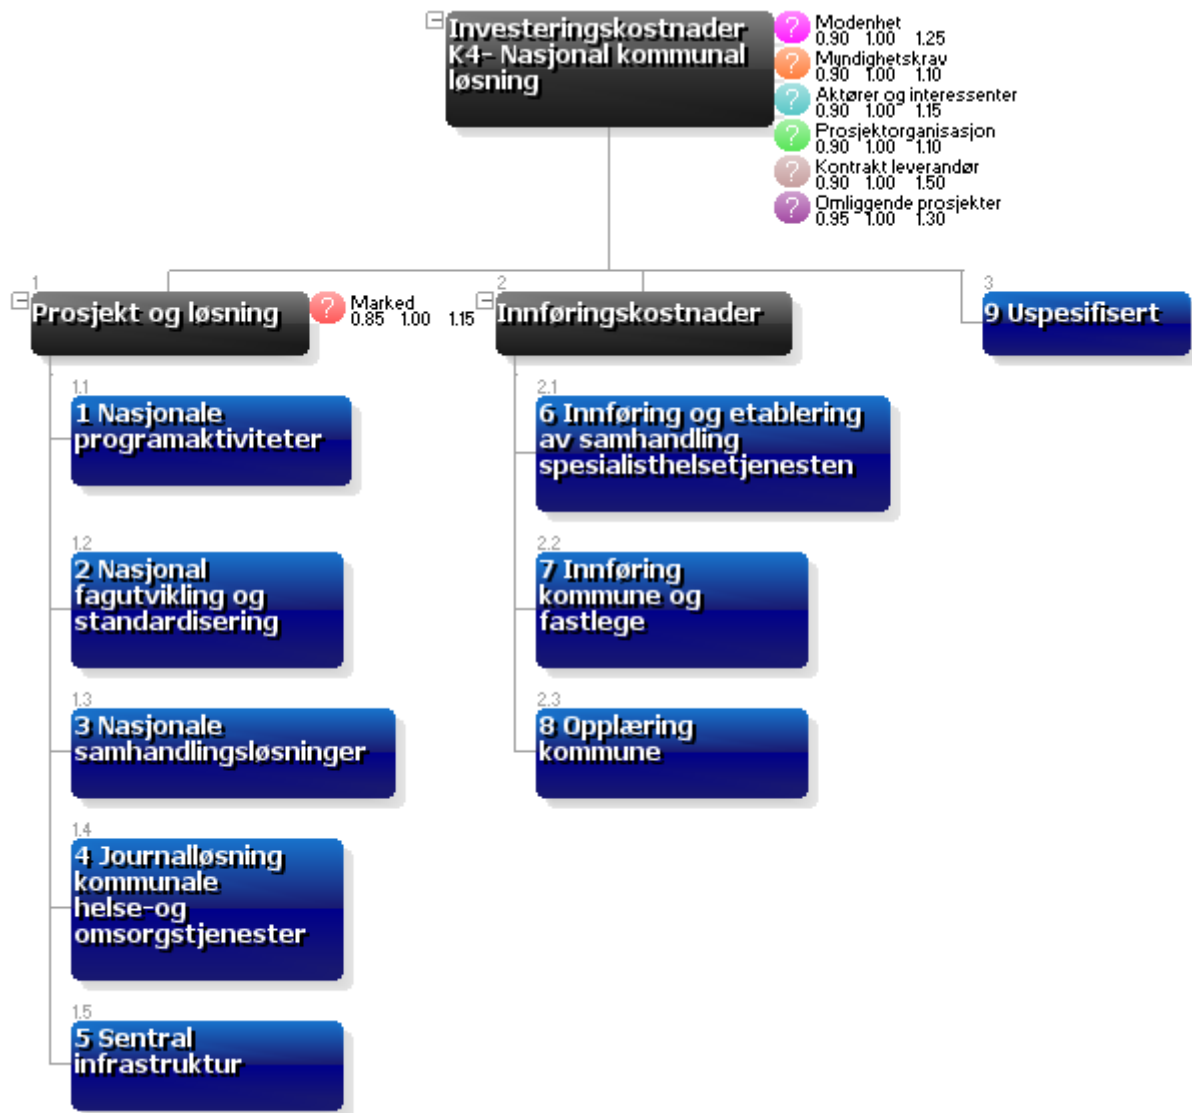 Investeringskostnader
K4- Nasjonal kommunal
løsning
? Modenhet
0.90 1.00 1.25
? Myndighetskrav
0.90 1.00 1.10
? Aktører og interessenter
0.90 1.00 1.15
? Prosjektorganisasjon
0.90 1.00 1.10
? Kontrakt leverandør
0.90 1.00 1.50
? Omliggende prosjekter
0.95 1.00 1.30
1
Prosjekt og løsning
? Marked
0.85 1.00 1.15
1.1
1 Nasjonale
programaktiviteter
1.2
2 Nasjonal
fagutvikling og
standardisering
1.3
3 Nasjonale
samhandlingsløsninger
1.4
4 Journalløsning
kommunale
helse-og
omsorgstjenester
1.5
5 Sentral
infrastruktur
2
Innføringskostnader
2.1
6 Innføring og etablering
av samhandling
spesialisthelsetjenesten
2.2
7 Innføring
kommune og
fastlege
2.3
8 Opplæring
kommune
3
9 Uspesifisert